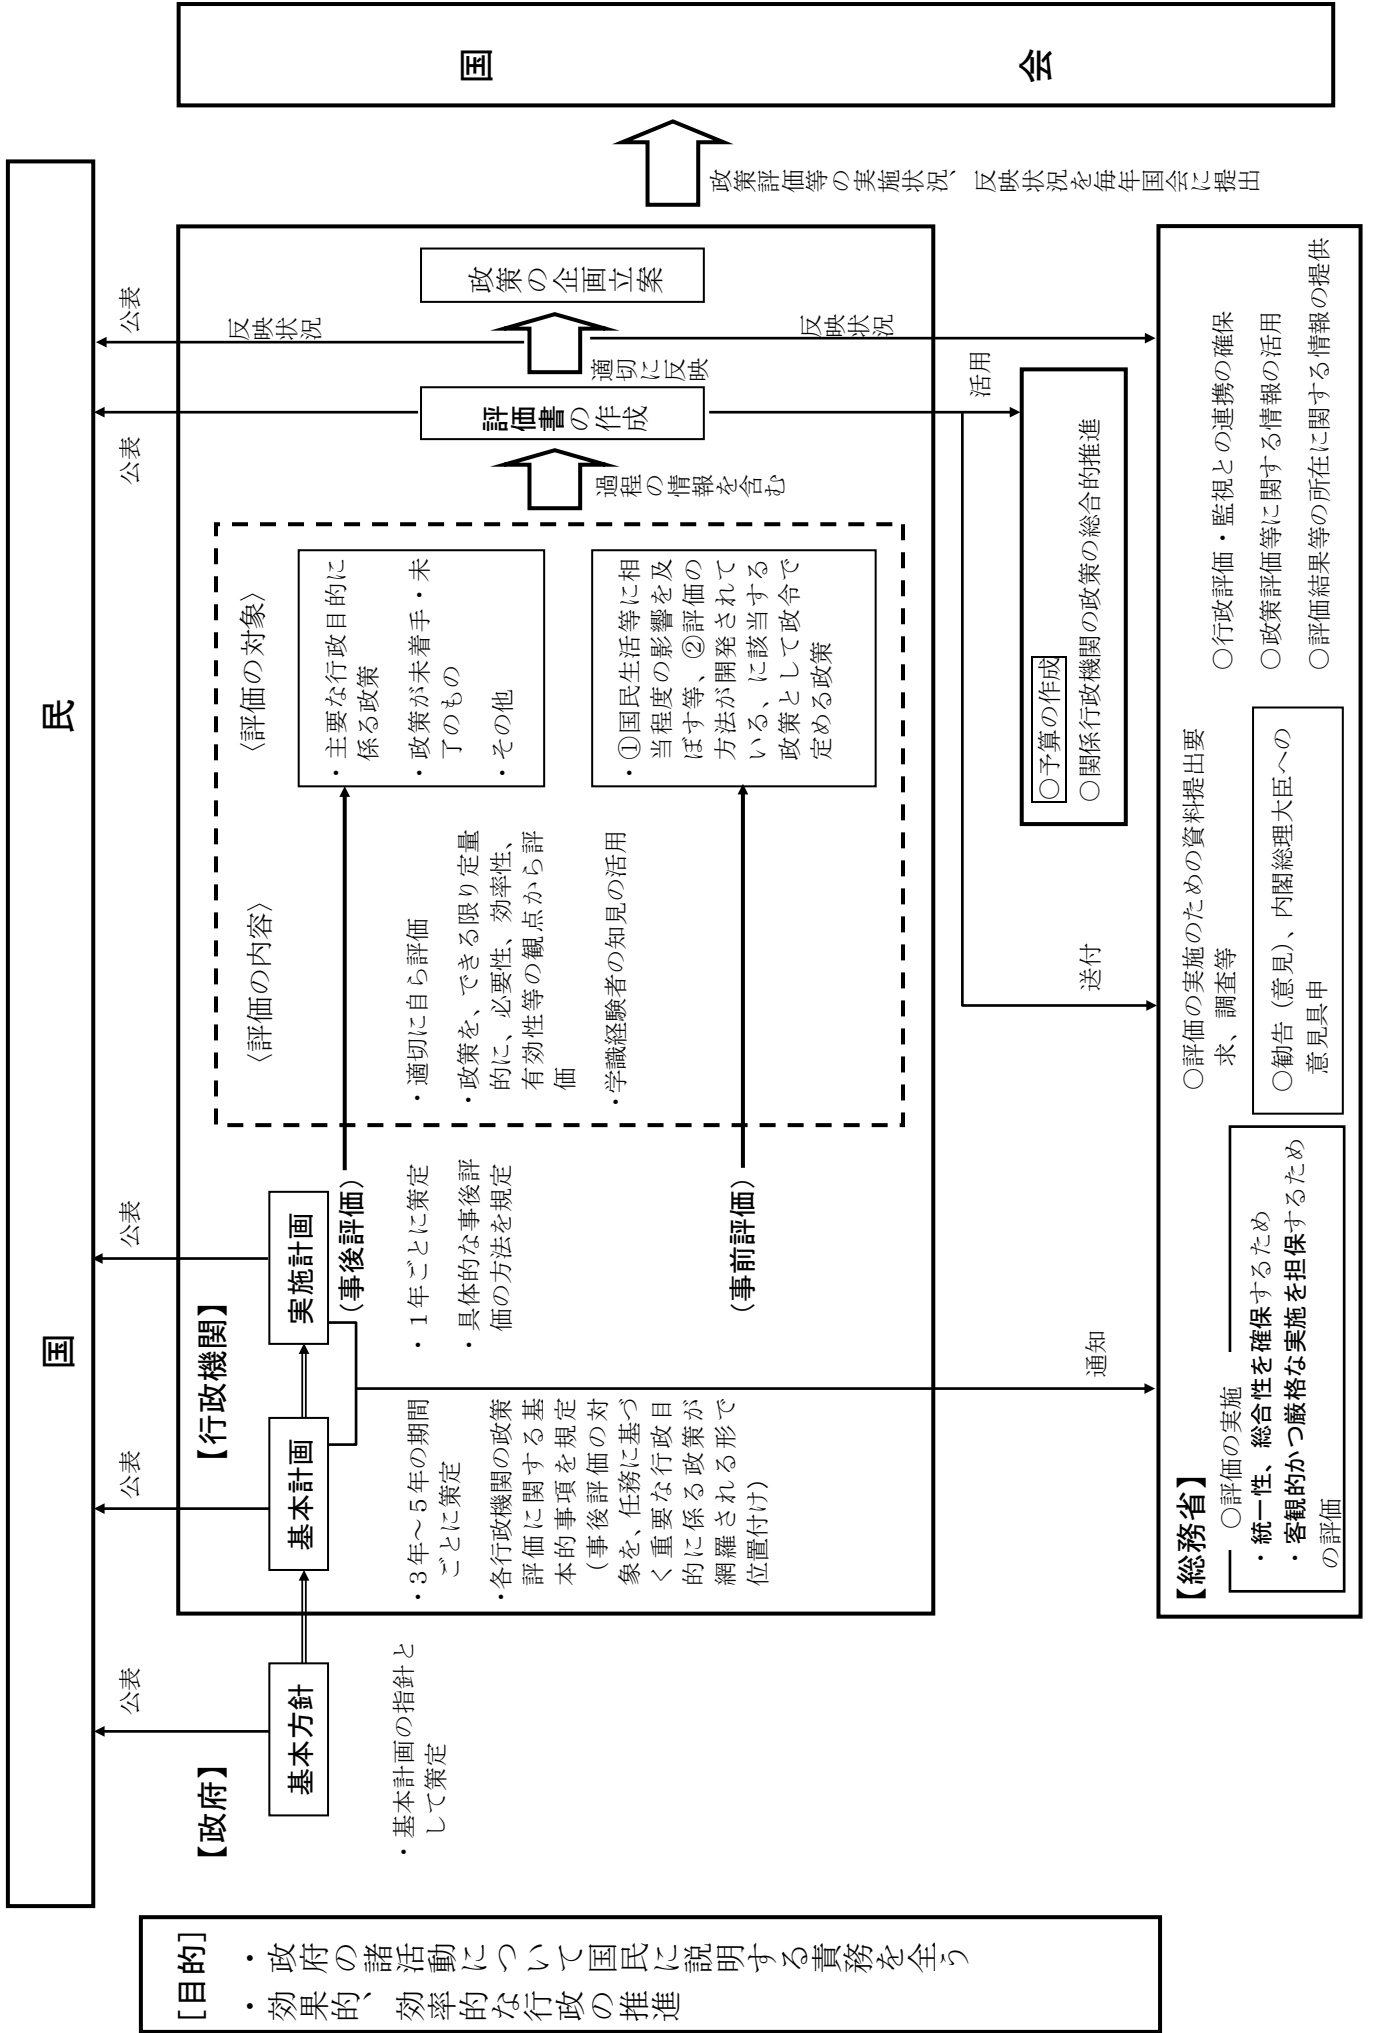 [目的]
・政府の諸活動について国民に説明する責務を全う
・効果的、効率的な行政の推進
国　民
公表
公表
公表
公表
公表
【政府】
基本方針
・基本計画の指針と
して策定
【行政機関】
基本計画
・３年～５年の期間
ごとに策定
・各行政機関の政策
評価に関する基
本的事項を規定
（事後評価の対
象を、任務に基づ
く重要な行政目
的に係る政策が
網羅される形で
位置付け）
実施計画
（事後評価）
・１年ごとに策定
・具体的な事後評
価の方法を規定
（事前評価）
〈評価の内容〉
・適切に自ら評価
・政策を、できる限り定量
的に、必要性、効率性、
有効性等の観点から評
価
・学識経験者の知見の活用
〈評価の対象〉
・主要な行政目的に
係る政策
・政策が未着手・未
了のもの
・その他
・①国民生活等に相
当程度の影響を及
ぼす等、②評価の
方法が開発されて
いる、に該当する
政策として政令で
定める政策
過程の情報を含む
評価書の作成
適切に反映
反映状況
反映状況
政策の企画立案
通知
送付
活用
○予算の作成
○関係行政機関の政策の総合的推進
【総務省】
○評価の実施
・統一性、総合性を確保するため
・客観的かつ厳格な実施を担保するため
の評価
○評価の実施のための資料提出要
求、調査等
○勧告（意見）、内閣総理大臣への
意見具申
○行政評価・監視との連携の確保
○政策評価等に関する情報の活用
○評価結果等の所在に関する情報の提供
政策評価等の実施状況、反映状況を毎年国会に提出
国　会